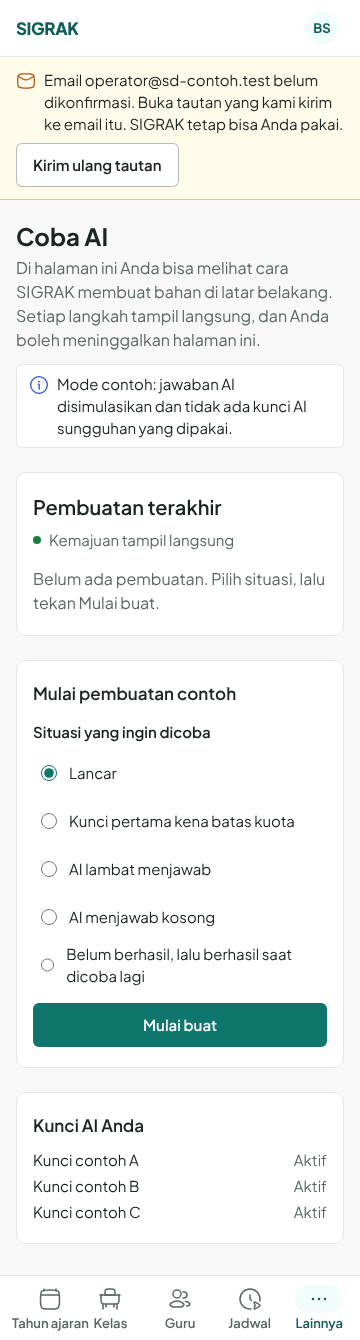 SIGRAK
BS
Email operator@sd-contoh.test belum
dikonfirmasi. Buka tautan yang kami kirim
ke email itu. SIGRAK tetap bisa Anda pakai.
Kirim ulang tautan
Coba AI
Di halaman ini Anda bisa melihat cara
SIGRAK membuat bahan di latar belakang.
Setiap langkah tampil langsung, dan Anda
boleh meninggalkan halaman ini.
Mode contoh: jawaban AI
disimulasikan dan tidak ada kunci AI
sungguhan yang dipakai.
Pembuatan terakhir
Kemajuan tampil langsung
Belum ada pembuatan. Pilih situasi, lalu
tekan Mulai buat.
Mulai pembuatan contoh
Situasi yang ingin dicoba
Lancar
Kunci pertama kena batas kuota
AI lambat menjawab
AI menjawab kosong
Belum berhasil, lalu berhasil saat
dicoba lagi
Mulai buat
Kunci AI Anda
Kunci contoh A Aktif
Kunci contoh B Aktif
Kunci contoh C Aktif
Tahun ajaran Kelas Guru Jadwal Lainnya